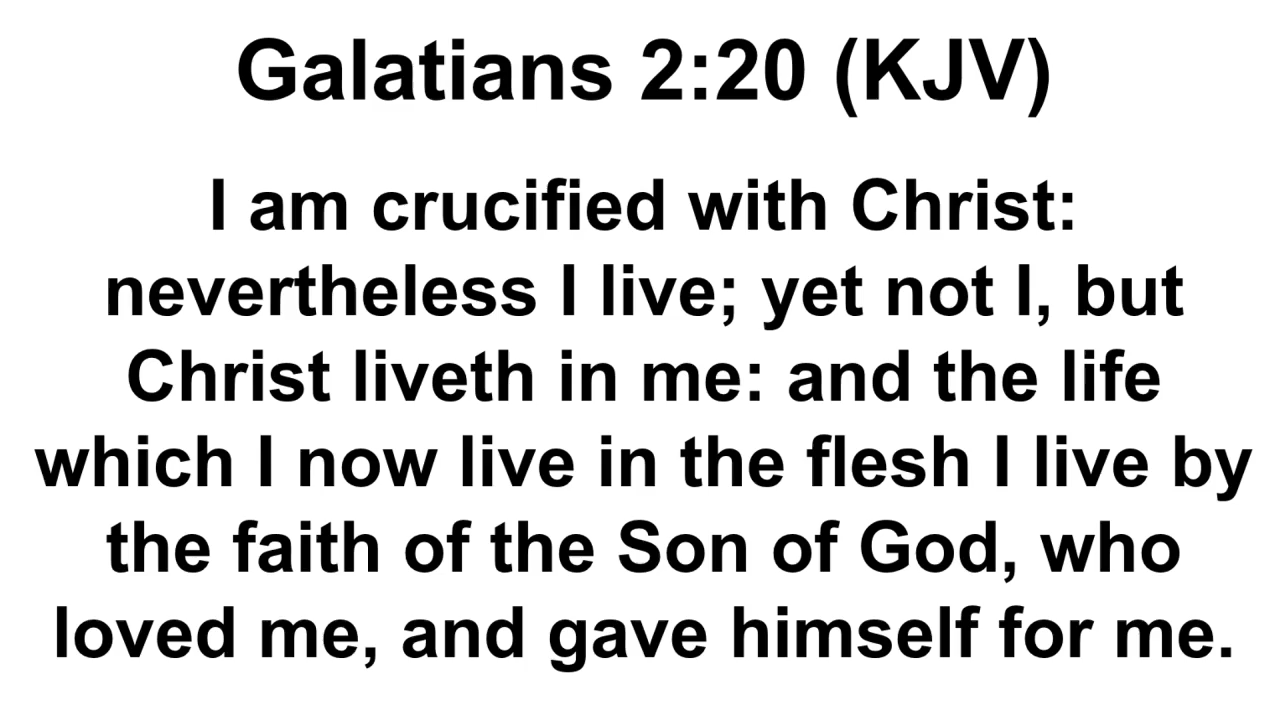 Galatians 2:20 (KJV)
I am crucified with Christ:
nevertheless I live; yet not I, but
Christ liveth in me: and the life
which I now live in the flesh I live by
the faith of the Son of God, who
loved me, and gave himself for me.